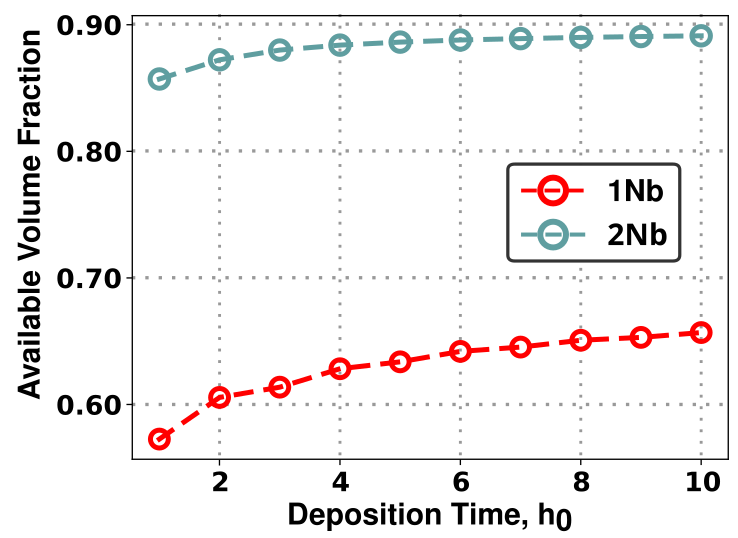 0.90
0.80
0.70
0.60
Available Volume Fraction
1Nb
2Nb
2 4 6 8 10
Deposition Time, h0